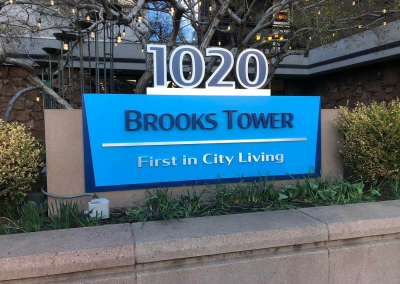 1020
BROOKS TOWER
First in City Living